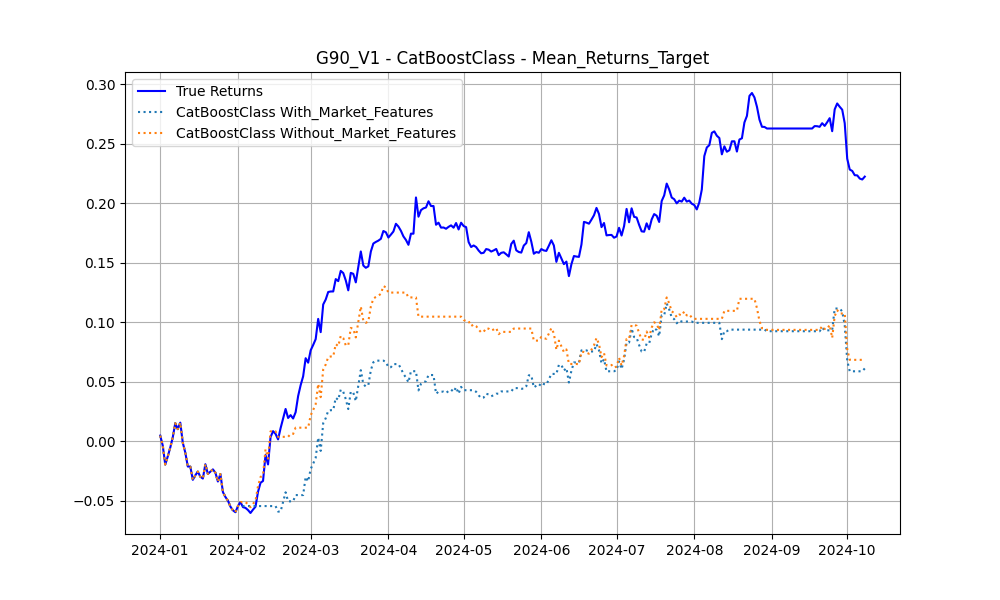 G90_V1 - CatBoostClass - Mean_Returns_Target
True Returns
CatBoostClass With_Market_Features
CatBoostClass Without_Market_Features
0.30
0.25
0.20
0.15
0.10
0.05
0.00
−0.05
2024-01 2024-02 2024-03 2024-04 2024-05 2024-06 2024-07 2024-08 2024-09 2024-10